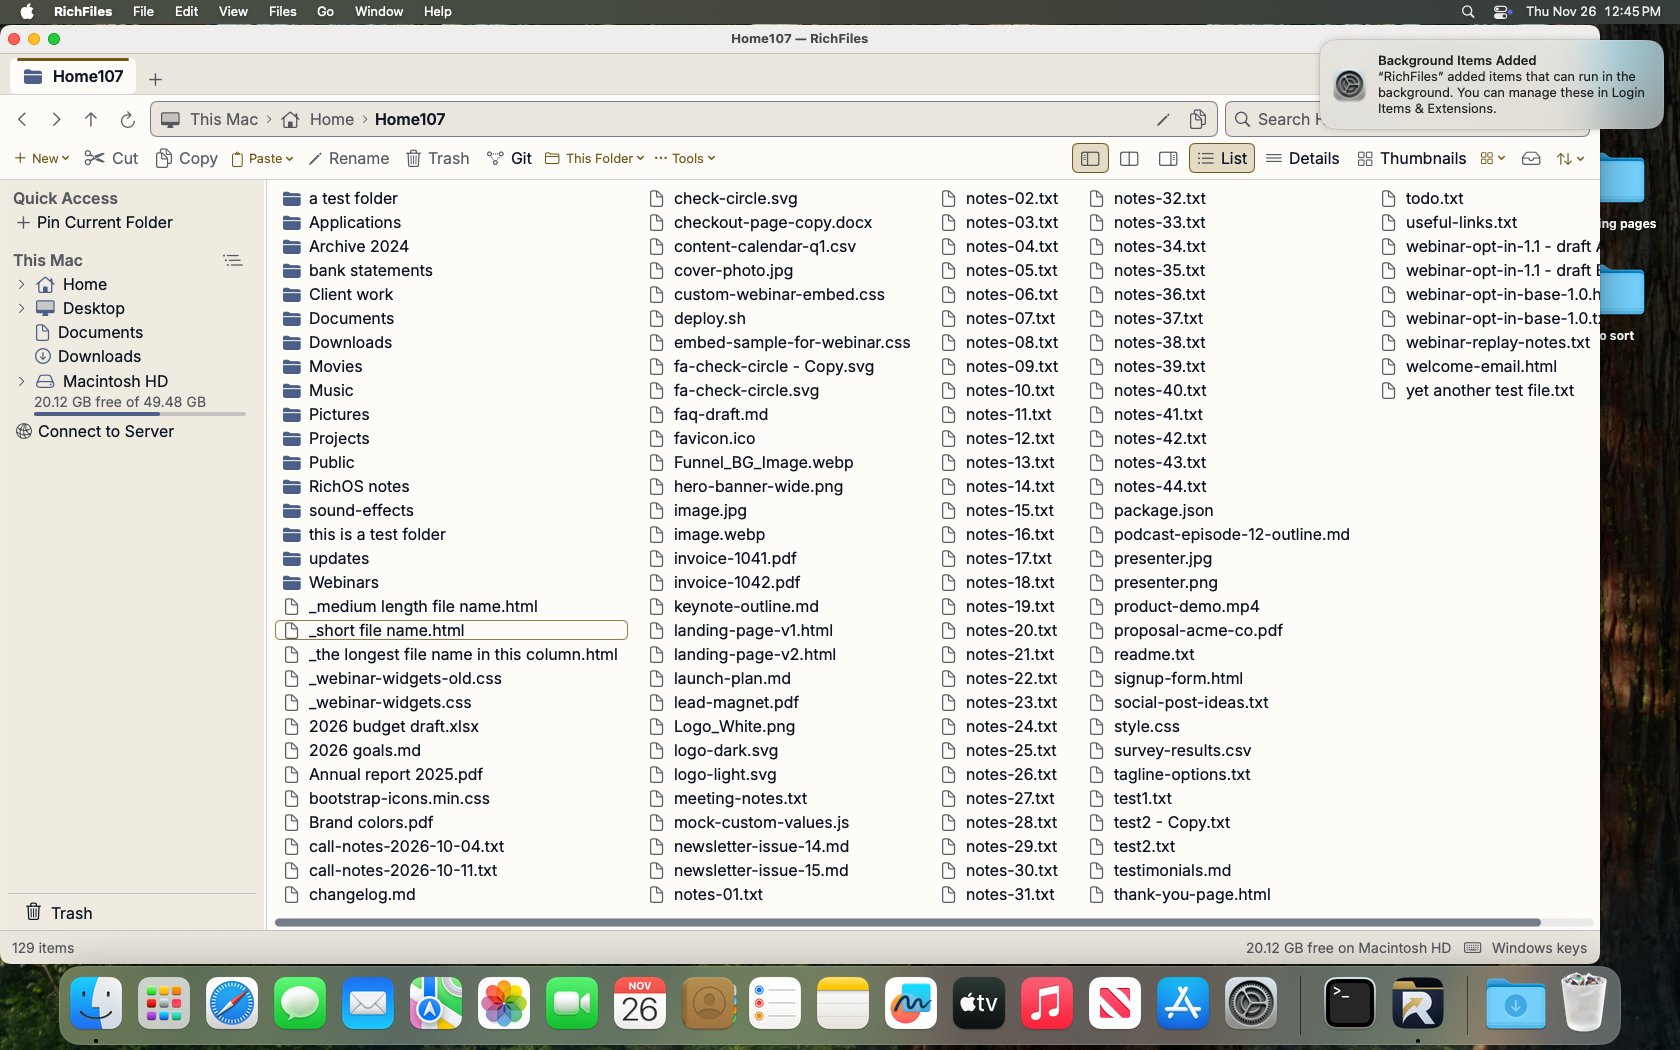 RichFiles File Edit View Files Go Window Help
Thu Nov 26 12:45 PM
Home107 — RichFiles
Home107
Background Items Added
“RichFiles” added items that can run in the
background. You can manage these in Login
Items & Extensions.
This Mac
Home
Home107
Search
New
Cut
Copy
Paste
Rename
Trash
Git
This Folder
Tools
List
Details
Thumbnails
Quick Access
Pin Current Folder
This Mac
Home
Desktop
Documents
Downloads
Macintosh HD
20.12 GB free of 49.48 GB
Connect to Server
Trash
a test folder
Applications
Archive 2024
bank statements
Client work
Documents
Downloads
Movies
Music
Pictures
Projects
Public
RichOS notes
sound-effects
this is a test folder
updates
Webinars
_medium length file name.html
_short file name.html
_the longest file name in this column.html
_webinar-widgets-old.css
_webinar-widgets.css
2026 budget draft.xlsx
2026 goals.md
Annual report 2025.pdf
bootstrap-icons.min.css
Brand colors.pdf
call-notes-2026-10-04.txt
call-notes-2026-10-11.txt
changelog.md
check-circle.svg
checkout-page-copy.docx
content-calendar-q1.csv
cover-photo.jpg
custom-webinar-embed.css
deploy.sh
embed-sample-for-webinar.css
fa-check-circle - Copy.svg
fa-check-circle.svg
faq-draft.md
favicon.ico
Funnel_BG_Image.webp
hero-banner-wide.png
image.jpg
image.webp
invoice-1041.pdf
invoice-1042.pdf
keynote-outline.md
landing-page-v1.html
landing-page-v2.html
launch-plan.md
lead-magnet.pdf
Logo_White.png
logo-dark.svg
logo-light.svg
meeting-notes.txt
mock-custom-values.js
newsletter-issue-14.md
newsletter-issue-15.md
notes-01.txt
notes-02.txt
notes-03.txt
notes-04.txt
notes-05.txt
notes-06.txt
notes-07.txt
notes-08.txt
notes-09.txt
notes-10.txt
notes-11.txt
notes-12.txt
notes-13.txt
notes-14.txt
notes-15.txt
notes-16.txt
notes-17.txt
notes-18.txt
notes-19.txt
notes-20.txt
notes-21.txt
notes-22.txt
notes-23.txt
notes-24.txt
notes-25.txt
notes-26.txt
notes-27.txt
notes-28.txt
notes-29.txt
notes-30.txt
notes-31.txt
notes-32.txt
notes-33.txt
notes-34.txt
notes-35.txt
notes-36.txt
notes-37.txt
notes-38.txt
notes-39.txt
notes-40.txt
notes-41.txt
notes-42.txt
notes-43.txt
notes-44.txt
package.json
podcast-episode-12-outline.md
presenter.jpg
presenter.png
product-demo.mp4
proposal-acme-co.pdf
readme.txt
signup-form.html
social-post-ideas.txt
style.css
survey-results.csv
tagline-options.txt
test1.txt
test2 - Copy.txt
test2.txt
testimonials.md
thank-you-page.html
todo.txt
useful-links.txt
webinar-opt-in-1.1 - draft
webinar-opt-in-1.1 - draft
webinar-opt-in-base-1.0.h
webinar-opt-in-base-1.0.t
webinar-replay-notes.txt
welcome-email.html
yet another test file.txt
ing pages
o sort
129 items
20.12 GB free on Macintosh HD
Windows keys
NOV
26
tv